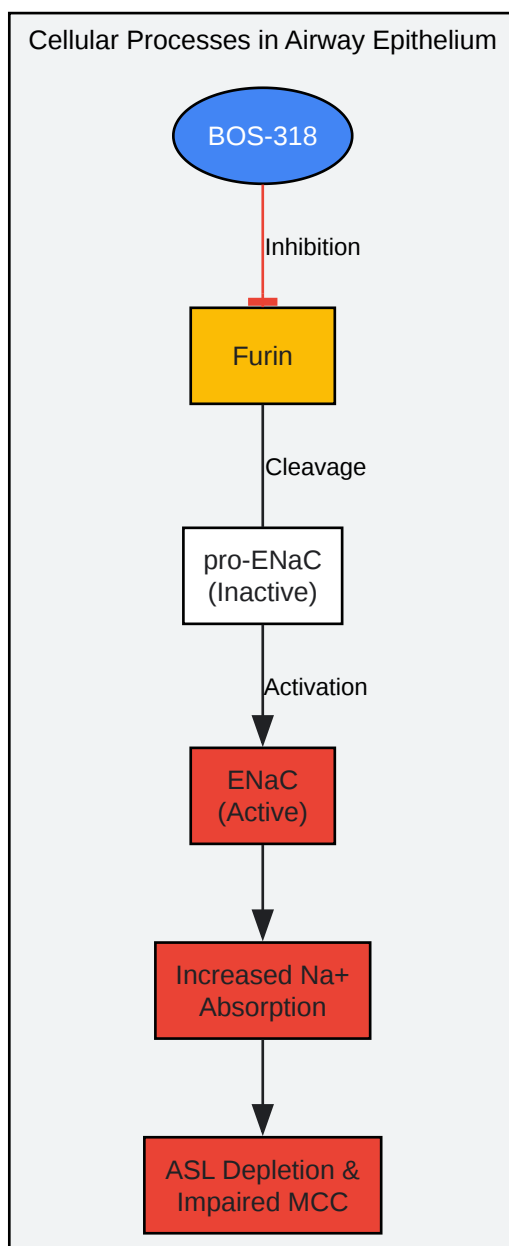 Cellular Processes in Airway Epithelium
BOS-318
Inhibition
Furin
Cleavage
pro-ENaC
(Inactive)
Activation
ENaC
(Active)
Increased Na+
Absorption
ASL Depletion &
Impaired MCC